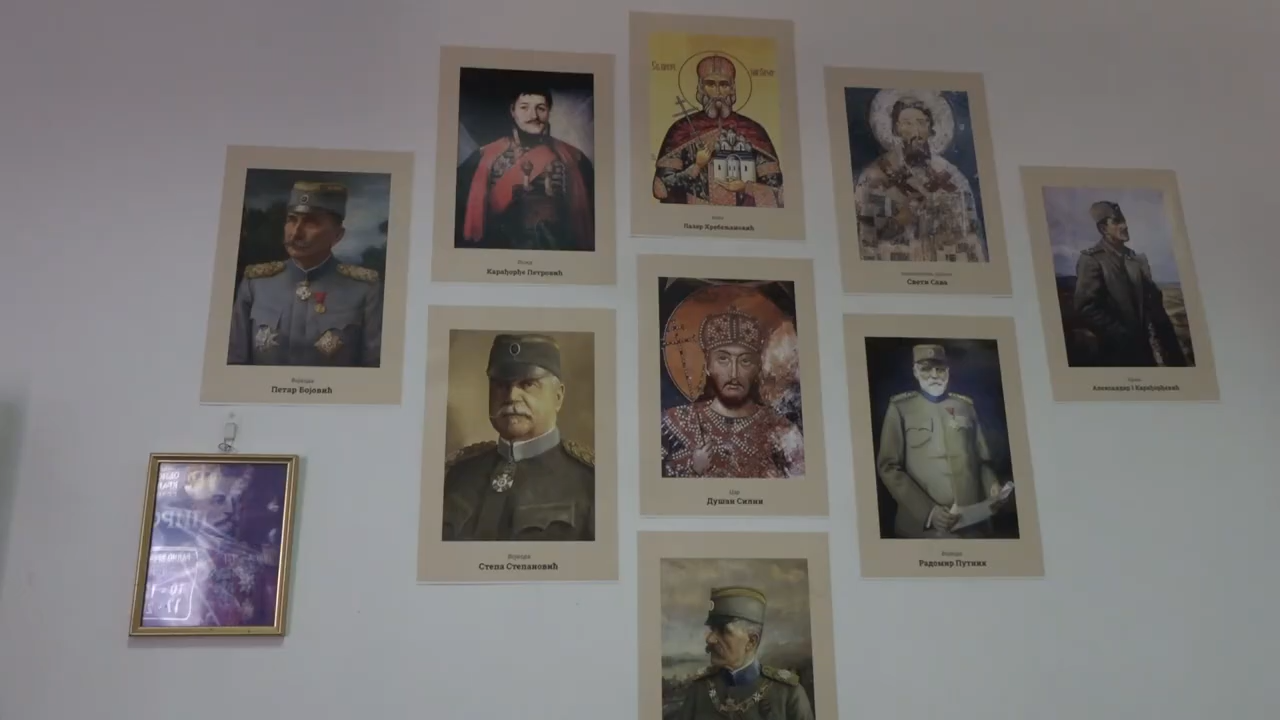 Кнез
Лазар Хребељановић
Вожд
Карађорђе Петровић
Свети Сава
Војвода
Петар Бојовић
Краљ
Александар I Карађорђевић
Цар
Душан Силни
Војвода
Степа Степановић
Војвода
Радомир Путник